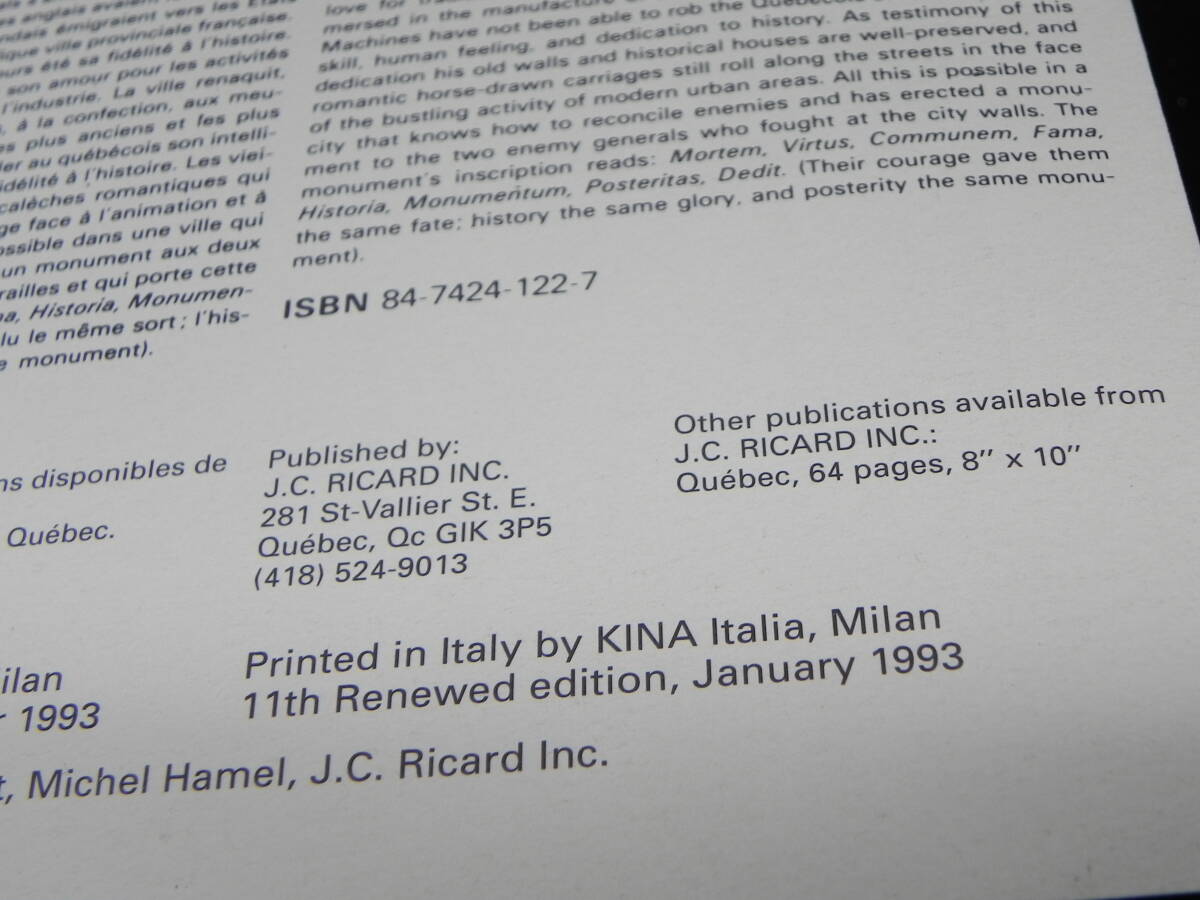 anglais avaient
ndais émigraient vers les États
ique ville provinciale française.
urs été sa fidélité à l'histoire.
son amour pour les activités
l'industrie. La ville renaquit,
, à la confection, aux meu-
es plus anciens et les plus
ler au québécois son intelli-
idélité à l'histoire. Les viei-
calèches romantiques qui
ge face à l'animation et à
ossible dans une ville qui
un monument aux deux
railles et qui porte cette
na, Historia, Monumen-
lu le même sort; l'his-
e monument).
love for
mersed in the manufacture
Machines have not been able to rob the
skill, human feeling, and dedication to history. As testimony of this
dedication his old walls and historical houses are well-preserved, and
romantic horse-drawn carriages still roll along the streets in the face
of the bustling activity of modern urban areas. All this is possible in a
city that knows how to reconcile enemies and has erected a monu-
ment to the two enemy generals who fought at the city walls. The
monument's inscription reads: Mortem, Virtus, Communem, Fama,
Historia, Monumentum, Posteritas, Dedit. (Their courage gave them
the same fate; history the same glory, and posterity the same monu-
ment).
ISBN 84-7424-122-7
ns disponibles de
Québec.
Published by:
J.C. RICARD INC.
281 St-Vallier St. E.
Québec, Qc GIK 3P5
(418) 524-9013
Other publications available from
J.C. RICARD INC.:
Québec, 64 pages, 8" x 10"
ilan
r 1993
Printed in Italy by KINA Italia, Milan
11th Renewed edition, January 1993
t, Michel Hamel, J.C. Ricard Inc.